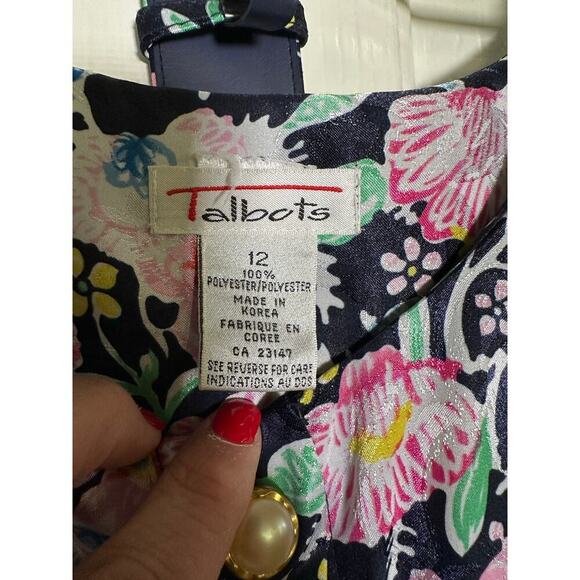 Talbots
12
100%
POLYESTER/POLYESTER
MADE IN
KOREA
FABRIQUE EN
COREE
CA 23147
SEE REVERSE FOR CARE
INDICATIONS AU DOS